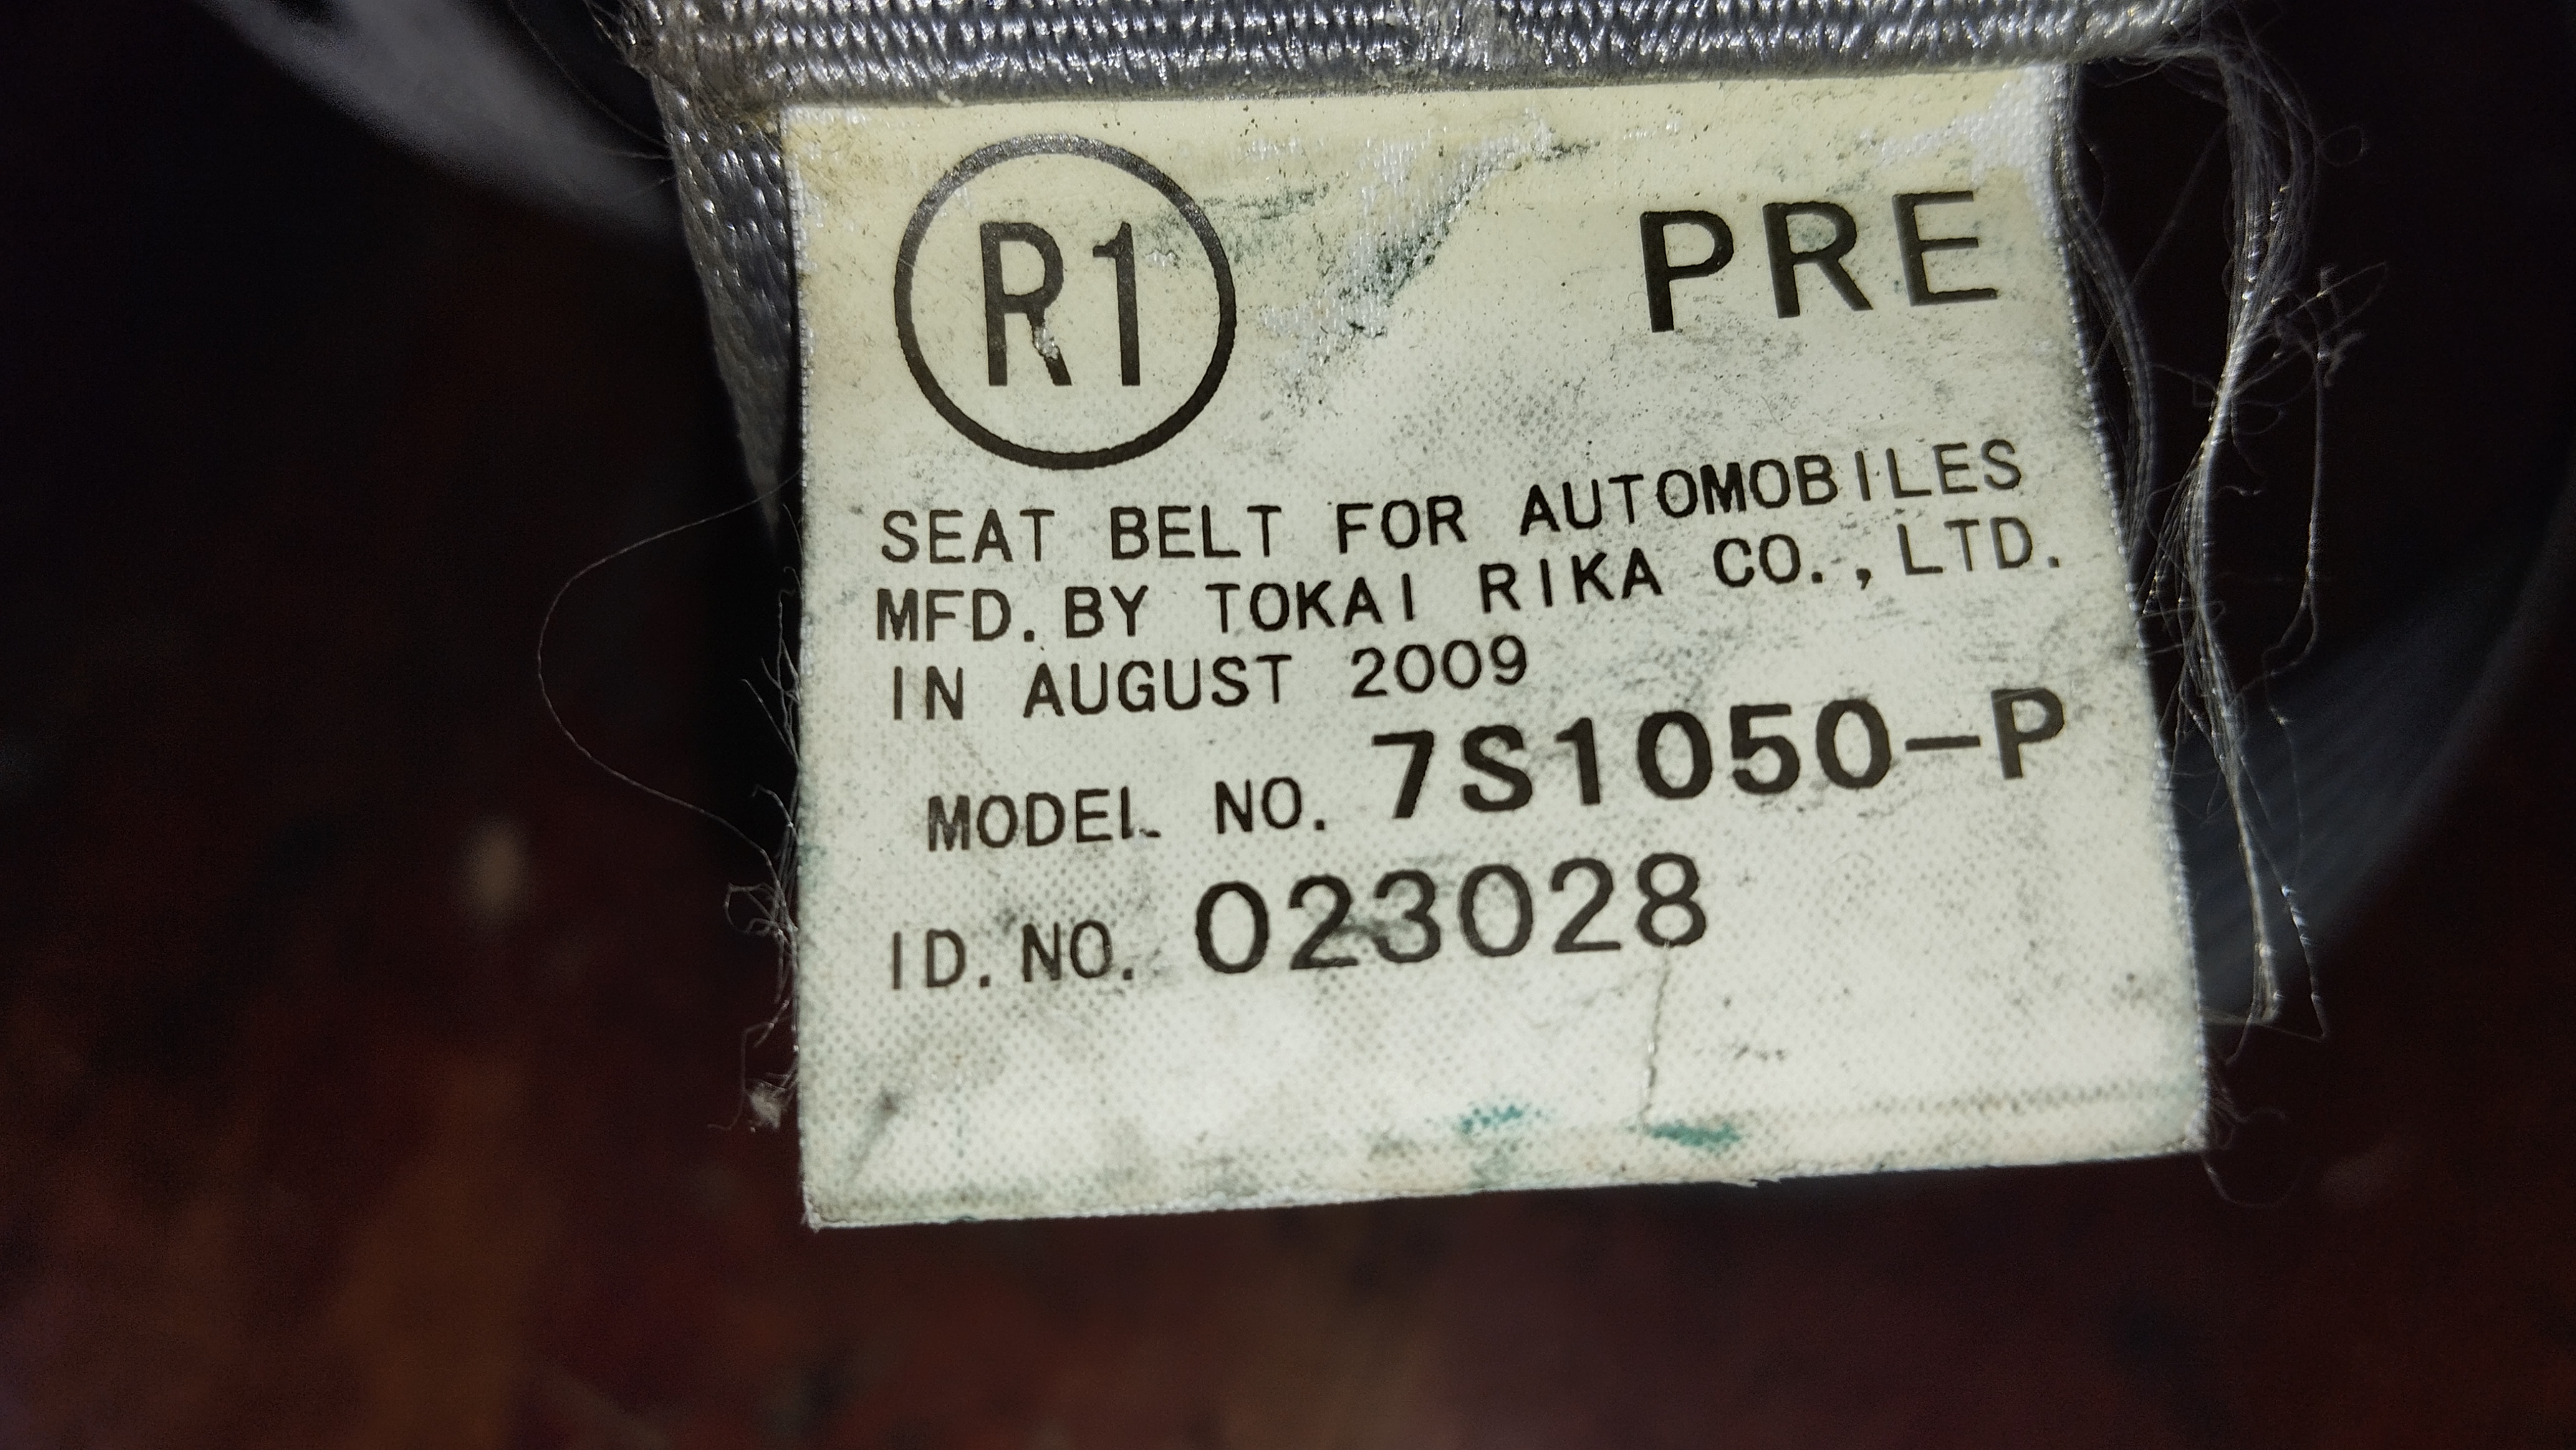 R1 PRE
SEAT BELT FOR AUTOMOBILES
MFD. BY TOKAI RIKA CO., LTD.
IN AUGUST 2009
MODEL NO. 7S1050-P
ID. NO. 023028